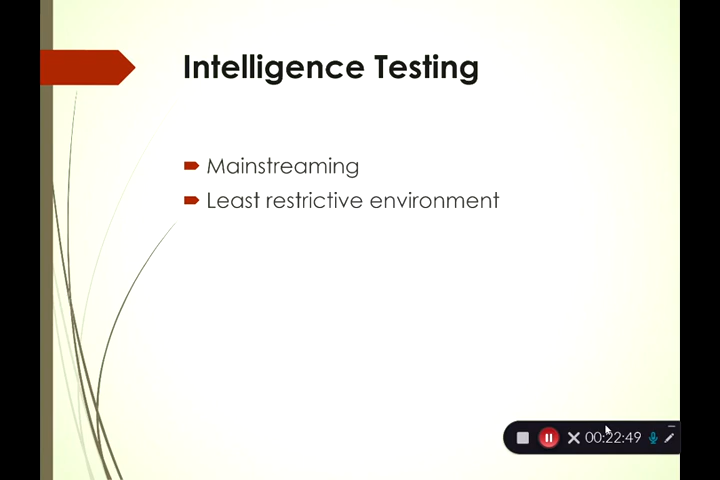 Intelligence Testing
Mainstreaming
Least restrictive environment
00:22:49